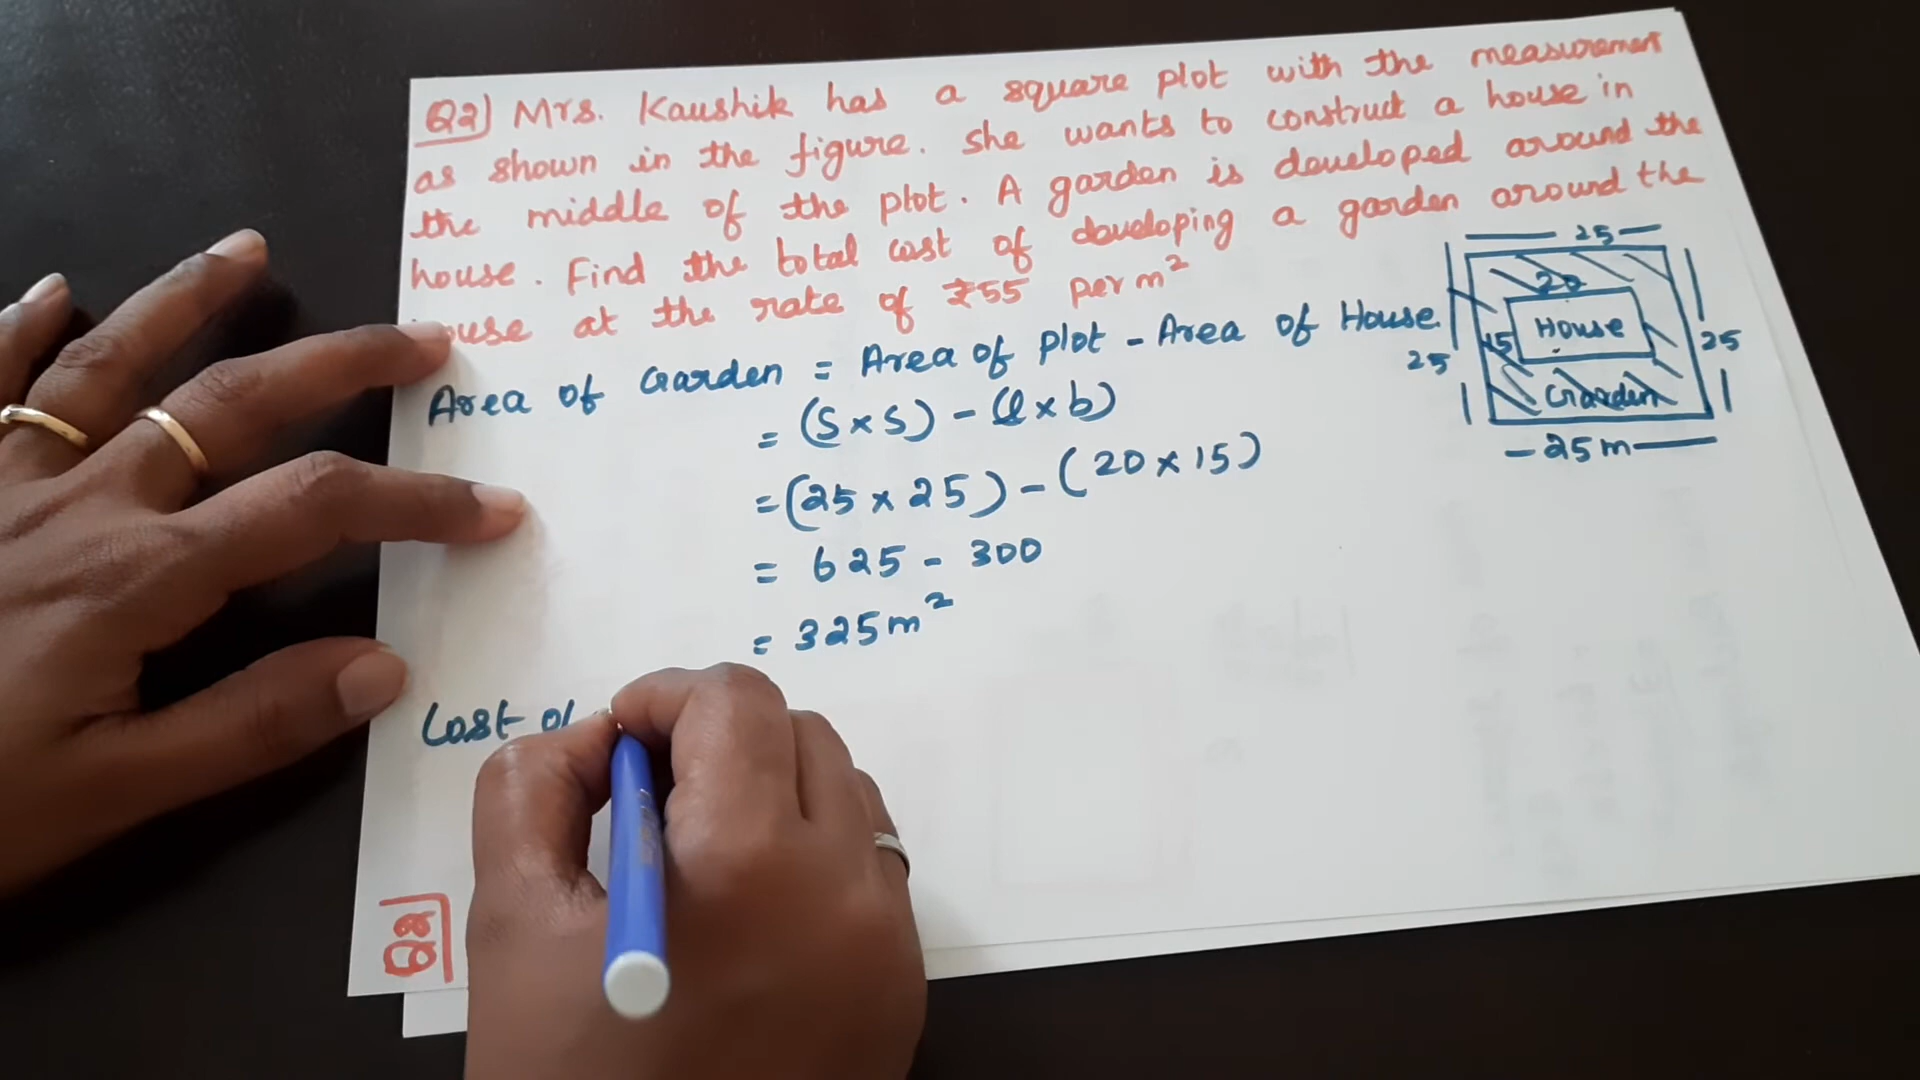 Q2) Mrs. Kaushik has a square plot with the measurement
as shown in the figure. She wants to construct a house in
the middle of the plot. A garden is developed around the
house. Find the total cost of developing a garden around the
house at the rate of ₹55 per m²
Area of Garden = Area of Plot - Area of House.
= (S × S) - (l × b)
= (25 × 25) - (20 × 15)
= 625 - 300
= 325m²
Cost of
25
20
15 House
25
25
Garden
25m
Q2